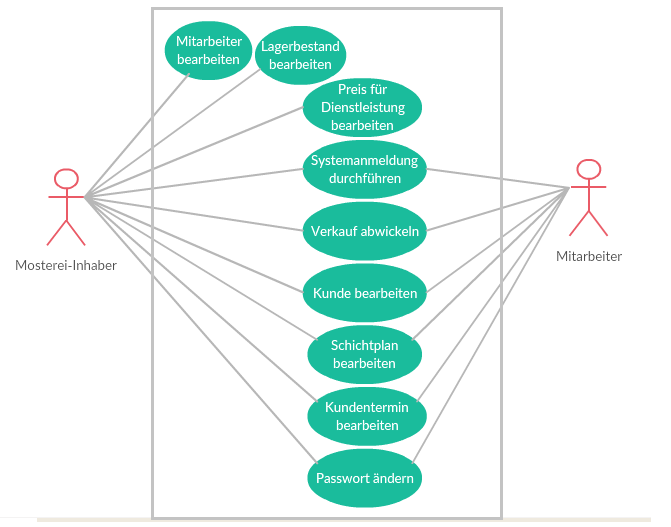 Mitarbeiter
bearbeiten
Lagerbestand
bearbeiten
Preis für
Dienstleistung
bearbeiten
Systemanmeldung
durchführen
Verkauf abwickeln
Kunde bearbeiten
Schichtplan
bearbeiten
Kundentermin
bearbeiten
Passwort ändern
Mosterei-Inhaber
Mitarbeiter